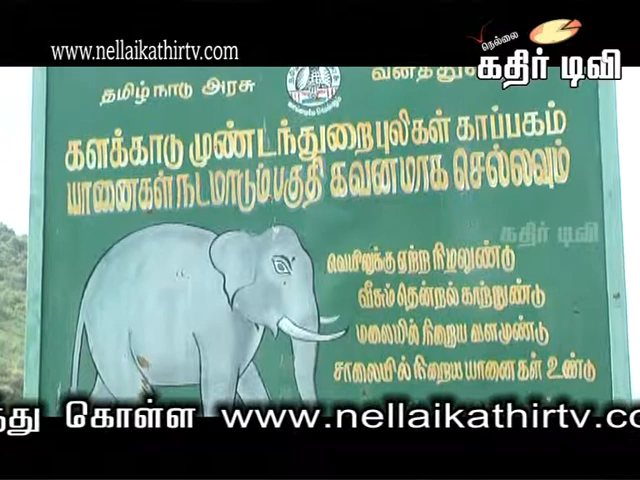 www.nellaikathirtv.com
நெல்லை
கதிர் டிவி
தமிழ்நாடு அரசு
களக்காடு முண்டந்துறைபுலிகள் காப்பகம்
யானைகள் நடமாடும்பகுதி கவனமாக செல்லவும்
கதிர் டிவி
வெயிலுக்கு ஏற்ற நிழலுண்டு
வீசும் தென்றல் காற்றுண்டு
மலையில் நிறைய வளமுண்டு
சாலையில் நிறைய யானைகள் உண்டு
கொள்ள www.nellaikathirtv.co